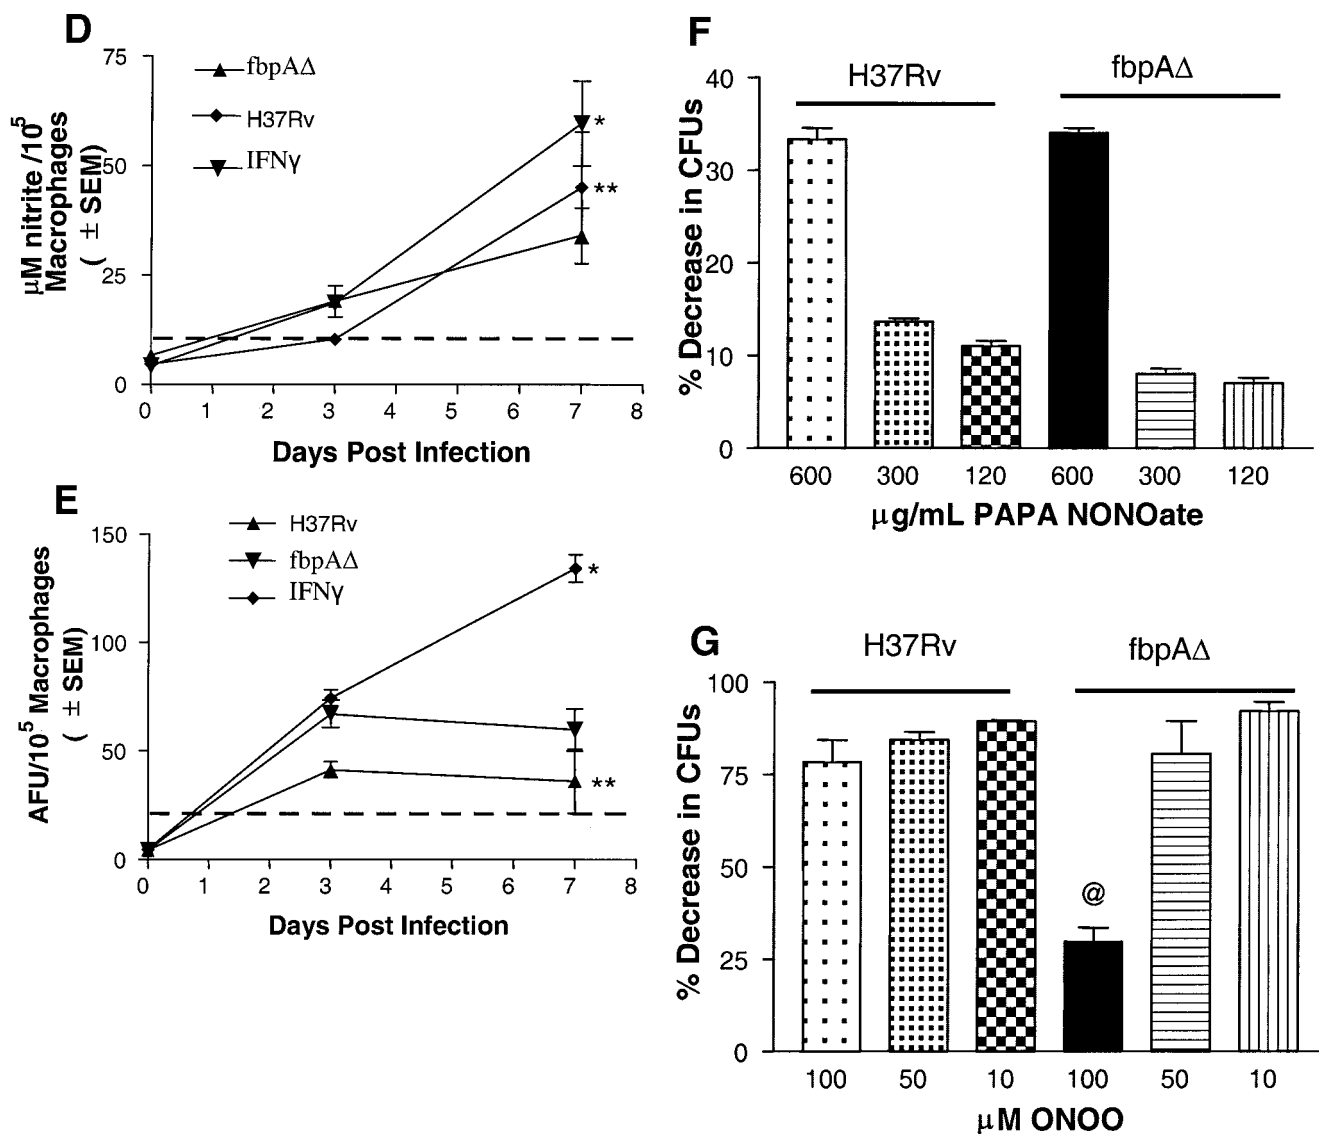 D
75
50
25
0
fbpAΔ
H37Rv
IFNγ
*
**
μM nitrite /10⁵
Macrophages
( ± SEM)
0 1 2 3 4 5 6 7 8
Days Post Infection
E
150
100
50
0
H37Rv
fbpAΔ
IFNγ
*
**
AFU/10⁵ Macrophages
( ± SEM)
0 1 2 3 4 5 6 7 8
Days Post Infection
F
H37Rv fbpAΔ
40
30
20
10
0
% Decrease in CFUs
600 300 120 600 300 120
μg/mL PAPA NONOate
G
H37Rv fbpAΔ
100
75
50
25
0
@
% Decrease in CFUs
100 50 10 100 50 10
μM ONOO